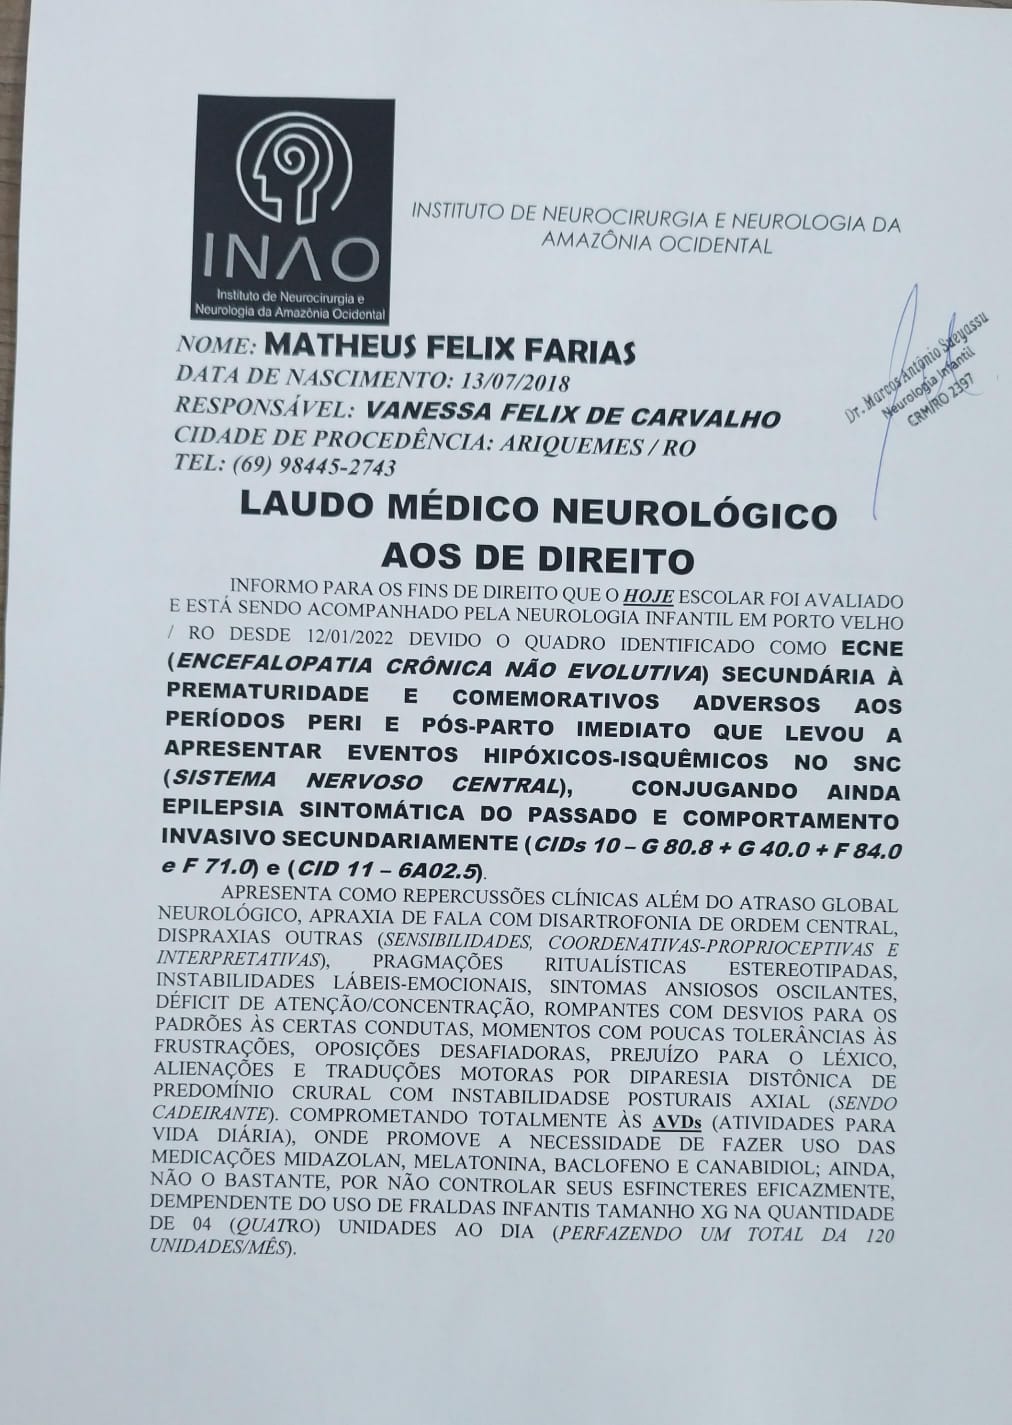 INAO
Instituto de Neurocirurgia e
Neurologia da Amazônia Ocidental
INSTITUTO DE NEUROCIRURGIA E NEUROLOGIA DA
AMAZÔNIA OCIDENTAL
NOME: MATHEUS FELIX FARIAS
DATA DE NASCIMENTO: 13/07/2018
RESPONSÁVEL: VANESSA FELIX DE CARVALHO
CIDADE DE PROCEDÊNCIA: ARIQUEMES / RO
TEL: (69) 98445-2743
Dr. Marcos Antônio Sueyassu
Neurologia Infantil
CRM/RO 2397
LAUDO MÉDICO NEUROLÓGICO
AOS DE DIREITO
INFORMO PARA OS FINS DE DIREITO QUE O HOJE ESCOLAR FOI AVALIADO
E ESTÁ SENDO ACOMPANHADO PELA NEUROLOGIA INFANTIL EM PORTO VELHO
/ RO DESDE 12/01/2022 DEVIDO O QUADRO IDENTIFICADO COMO ECNE
(ENCEFALOPATIA CRÔNICA NÃO EVOLUTIVA) SECUNDÁRIA À
PREMATURIDADE E COMEMORATIVOS ADVERSOS AOS
PERÍODOS PERI E PÓS-PARTO IMEDIATO QUE LEVOU A
APRESENTAR EVENTOS HIPÓXICOS-ISQUÊMICOS NO SNC
(SISTEMA NERVOSO CENTRAL), CONJUGANDO AINDA
EPILEPSIA SINTOMÁTICA DO PASSADO E COMPORTAMENTO
INVASIVO SECUNDARIAMENTE (CIDs 10 – G 80.8 + G 40.0 + F 84.0
e F 71.0) e (CID 11 – 6A02.5).
APRESENTA COMO REPERCUSSÕES CLÍNICAS ALÉM DO ATRASO GLOBAL
NEUROLÓGICO, APRAXIA DE FALA COM DISARTROFONIA DE ORDEM CENTRAL,
DISPRAXIAS OUTRAS (SENSIBILIDADES, COORDENATIVAS-PROPRIOCEPTIVAS E
INTERPRETATIVAS), PRAGMAÇÕES RITUALÍSTICAS ESTEREOTIPADAS,
INSTABILIDADES LÁBEIS-EMOCIONAIS, SINTOMAS ANSIOSOS OSCILANTES,
DÉFICIT DE ATENÇÃO/CONCENTRAÇÃO, ROMPANTES COM DESVIOS PARA OS
PADRÕES ÀS CERTAS CONDUTAS, MOMENTOS COM POUCAS TOLERÂNCIAS ÀS
FRUSTRAÇÕES, OPOSIÇÕES DESAFIADORAS, PREJUÍZO PARA O LÉXICO,
ALIENAÇÕES E TRADUÇÕES MOTORAS POR DIPARESIA DISTÔNICA DE
PREDOMÍNIO CRURAL COM INSTABILIDADSE POSTURAIS AXIAL (SENDO
CADEIRANTE). COMPROMETANDO TOTALMENTE ÀS AVDs (ATIVIDADES PARA
VIDA DIÁRIA), ONDE PROMOVE A NECESSIDADE DE FAZER USO DAS
MEDICAÇÕES MIDAZOLAN, MELATONINA, BACLOFENO E CANABIDIOL; AINDA,
NÃO O BASTANTE, POR NÃO CONTROLAR SEUS ESFINCTERES EFICAZMENTE,
DEMPENDENTE DO USO DE FRALDAS INFANTIS TAMANHO XG NA QUANTIDADE
DE 04 (QUATRO) UNIDADES AO DIA (PERFAZENDO UM TOTAL DA 120
UNIDADES/MÊS).